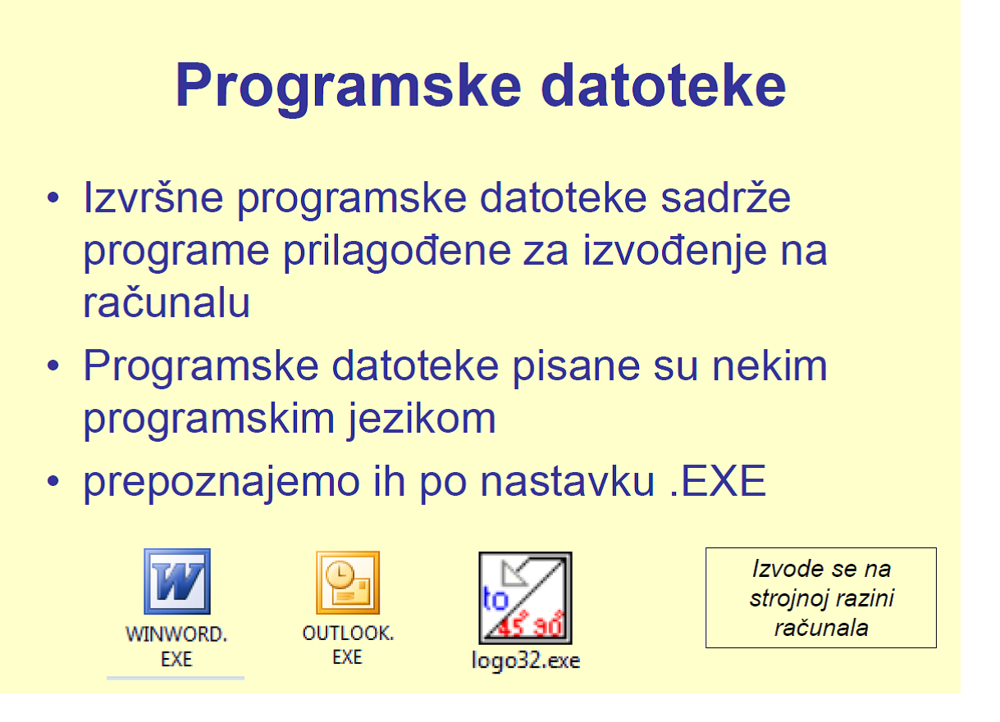 Programske datoteke
• Izvršne programske datoteke sadrže
programe prilagođene za izvođenje na
računalu
• Programske datoteke pisane su nekim
programskim jezikom
• prepoznajemo ih po nastavku .EXE
W
to
45° 90°
WINWORD.
EXE
OUTLOOK.
EXE
logo32.exe
Izvode se na
strojnoj razini
računala